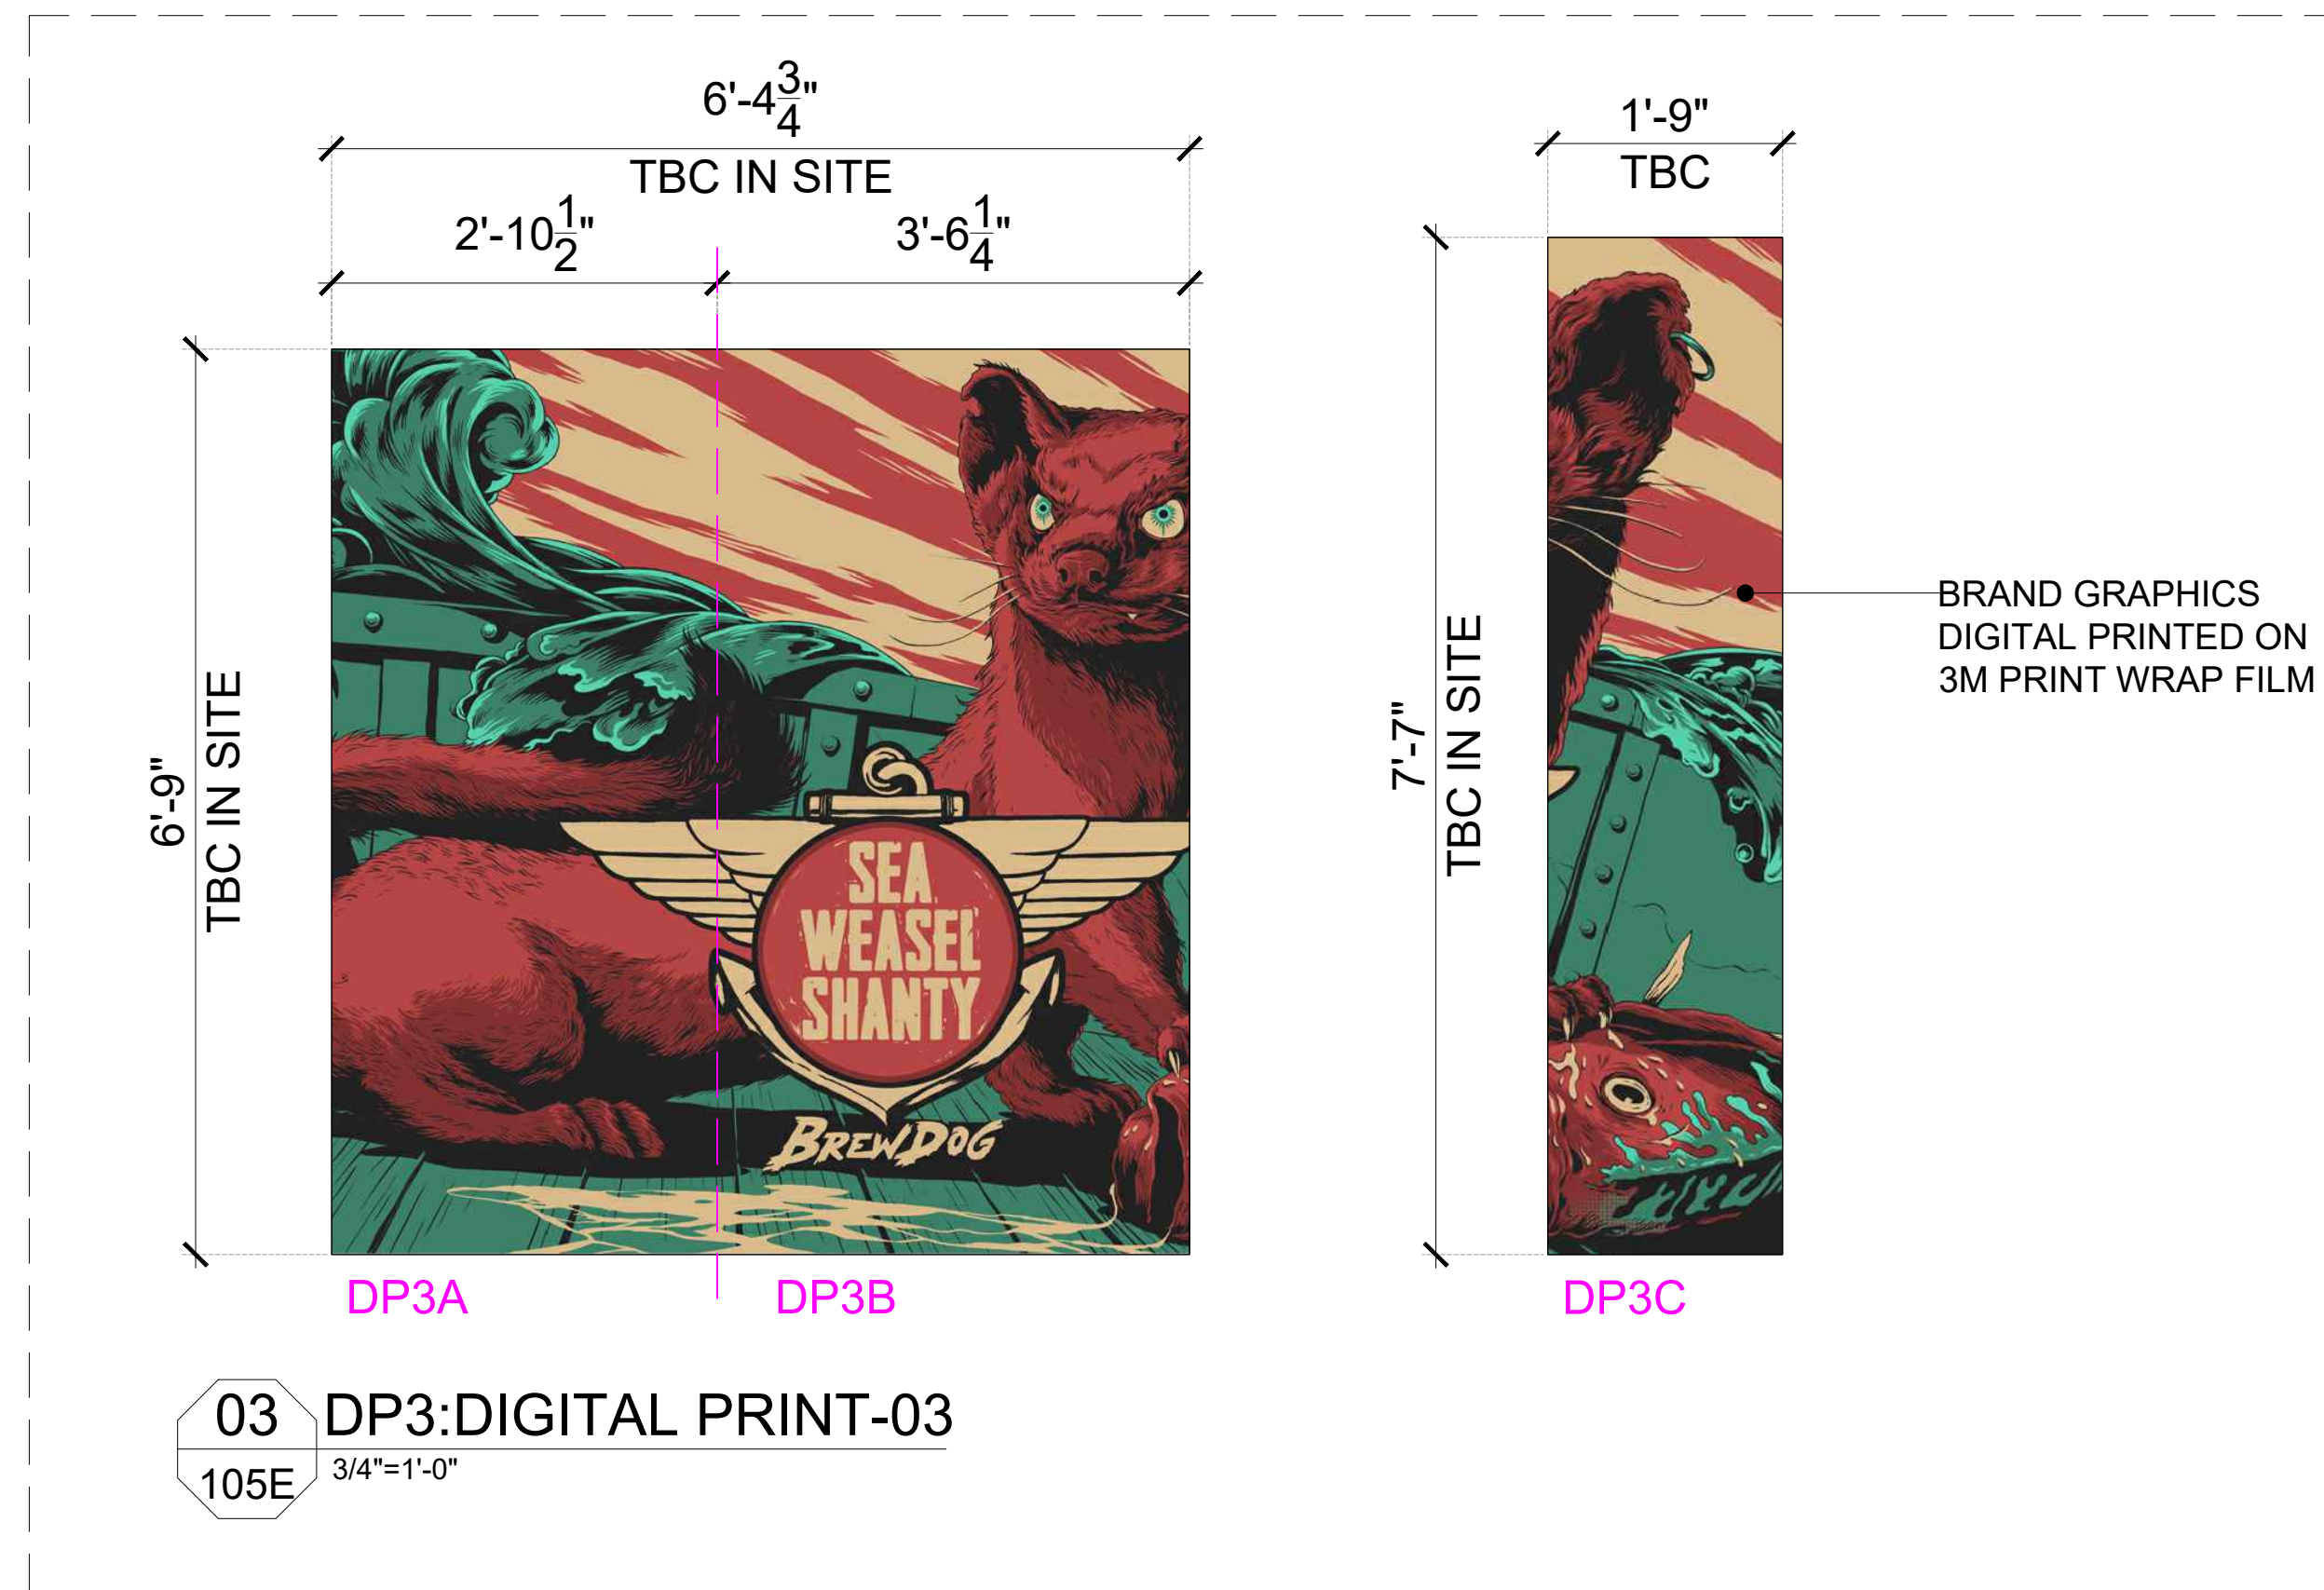 6'-4 3/4"
TBC IN SITE
2'-10 1/2"
3'-6 1/4"
6'-9"
TBC IN SITE
SEA
WEASEL
SHANTY
BREWDOG
DP3A
DP3B
1'-9"
TBC
7'-7"
TBC IN SITE
BRAND GRAPHICS
DIGITAL PRINTED ON
3M PRINT WRAP FILM
DP3C
03
105E
DP3:DIGITAL PRINT-03
3/4"=1'-0"